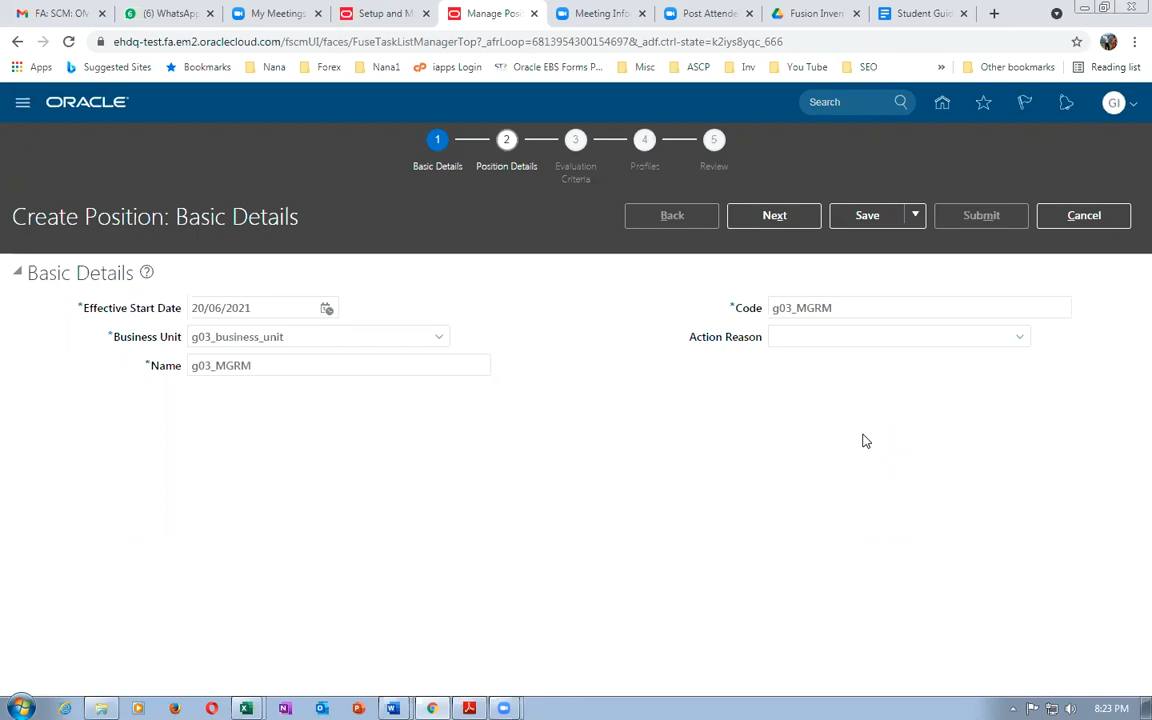 FA: SCM: OM
(6) WhatsApp
My Meetings
Setup and M
Manage Posi
Meeting Info
Post Attende
Fusion Inven
Student Guid
ehdq-test.fa.em2.oraclecloud.com/fscmUI/faces/FuseTaskListManagerTop?_afrLoop=6813954300154697&_adf.ctrl-state=k2iys8yqc_666
Apps
Suggested Sites
Bookmarks
Nana
Forex
Nana1
iapps Login
Oracle EBS Forms P...
Misc
ASCP
Inv
You Tube
SEO
»
Other bookmarks
Reading list
ORACLE
Search
GI
1
2
3
4
5
Basic Details
Position Details
Evaluation
Criteria
Profiles
Review
Create Position: Basic Details
Back
Next
Save
Submit
Cancel
Basic Details
*Effective Start Date 20/06/2021
*Code g03_MGRM
*Business Unit g03_business_unit
Action Reason
*Name g03_MGRM
8:23 PM